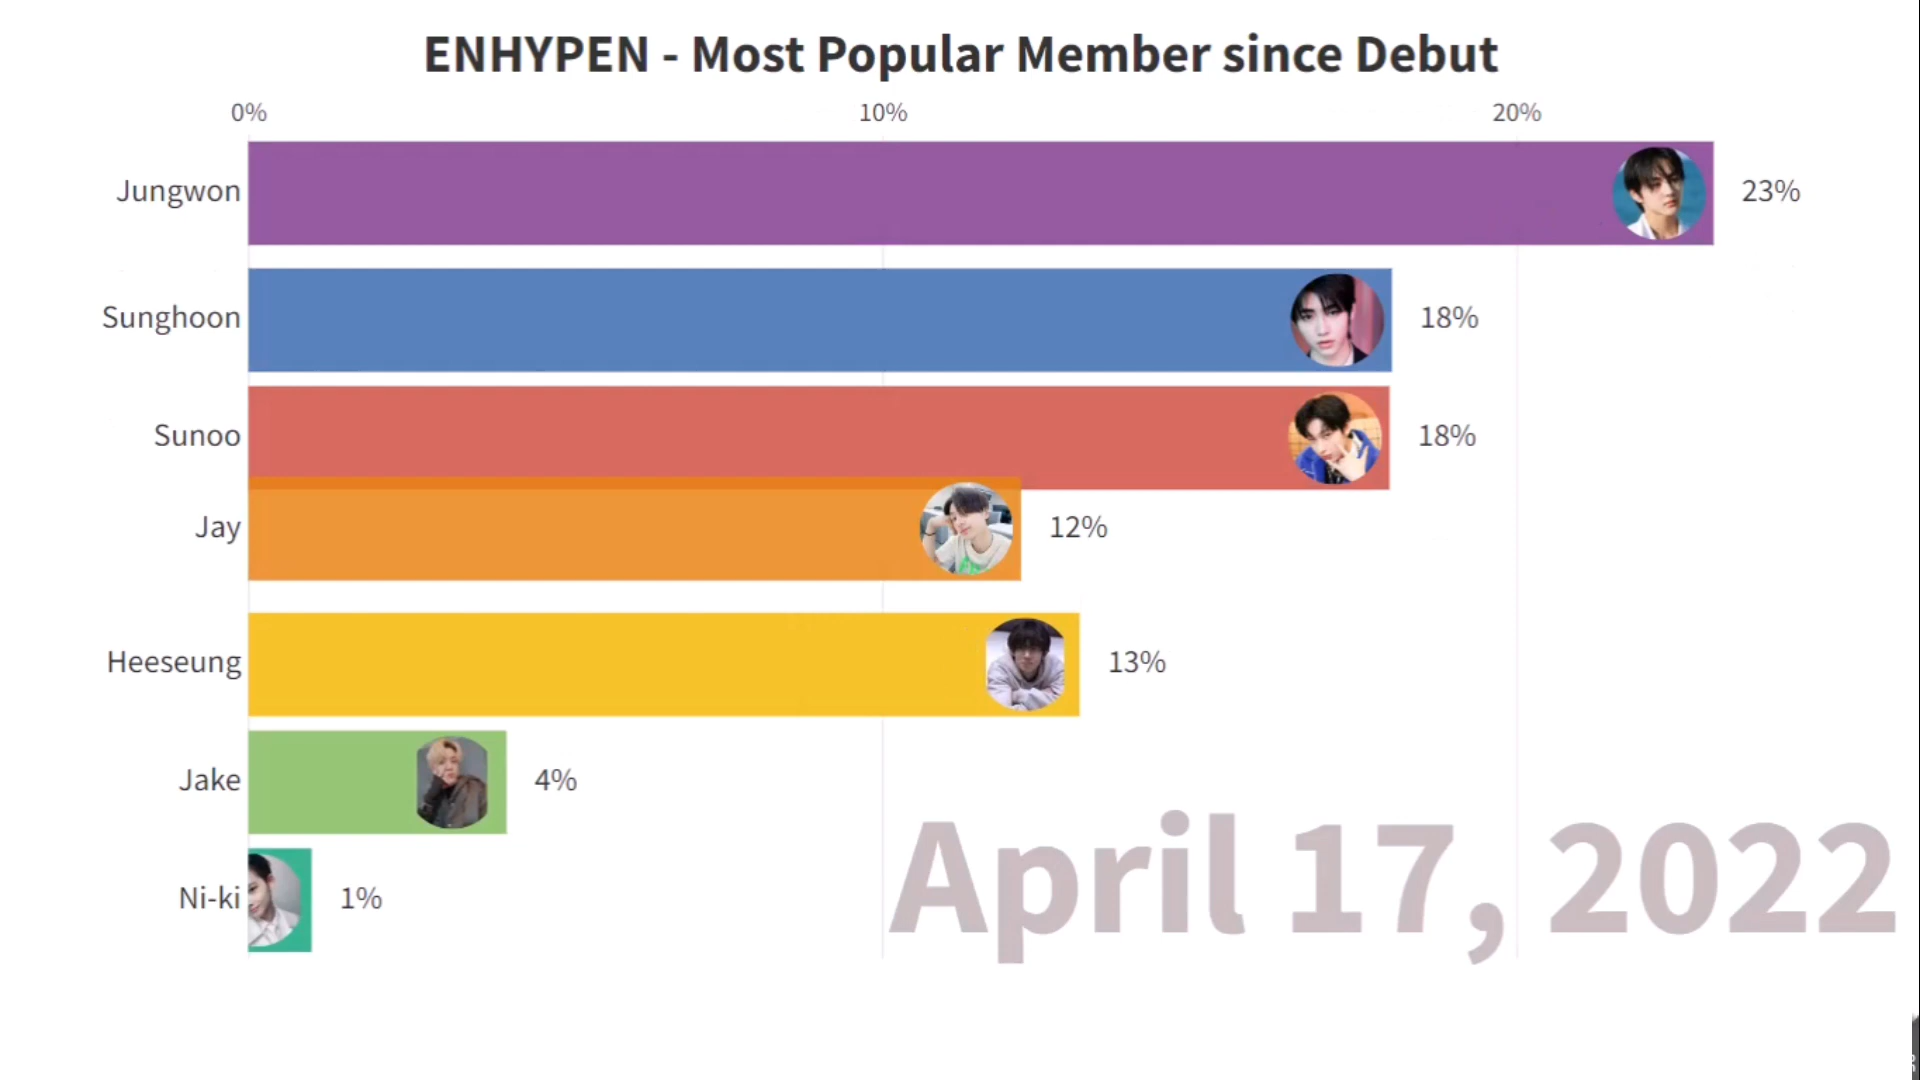 ENHYPEN - Most Popular Member since Debut
0% 10% 20%
Jungwon 23%
Sunghoon 18%
Sunoo 18%
Jay 12%
Heeseung 13%
Jake 4%
Ni-ki 1%
April 17, 2022